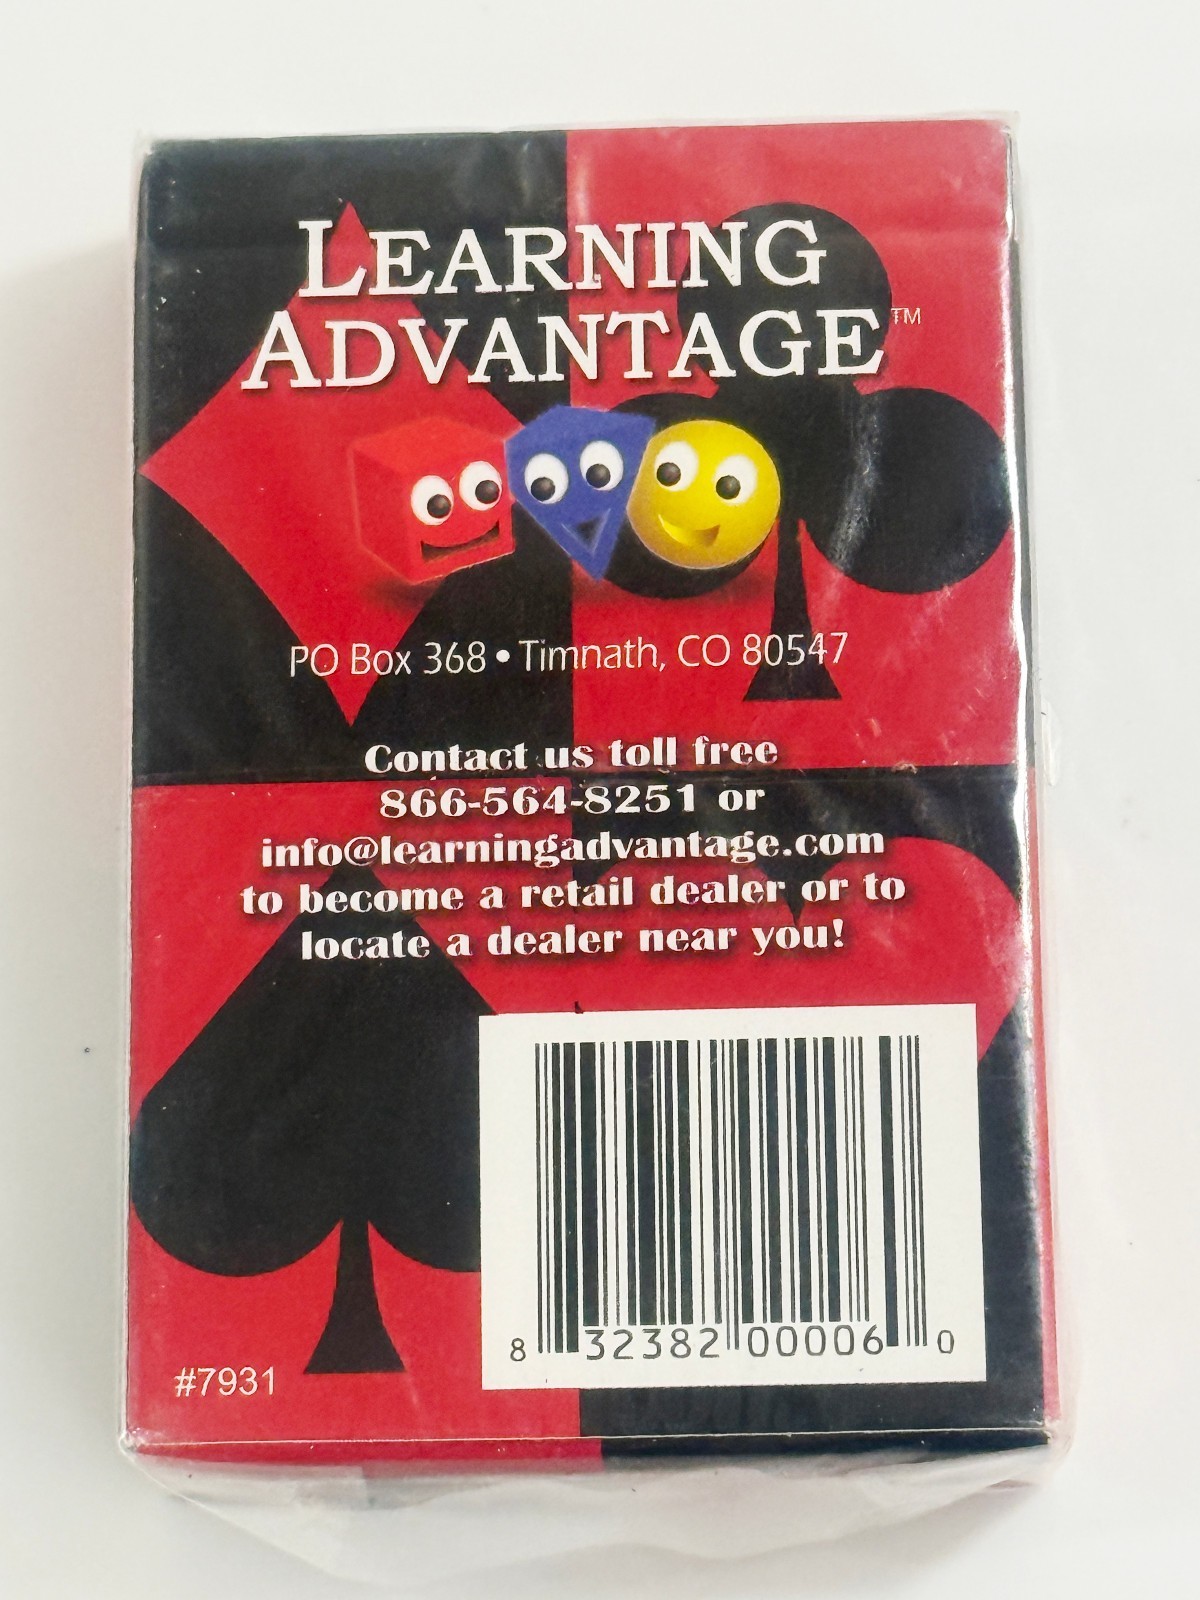 LEARNING
ADVANTAGE™
PO Box 368 • Timnath, CO 80547
Contact us toll free
866-564-8251 or
info@learningadvantage.com
to become a retail dealer or to
locate a dealer near you!
8 32382 00006 0
#7931